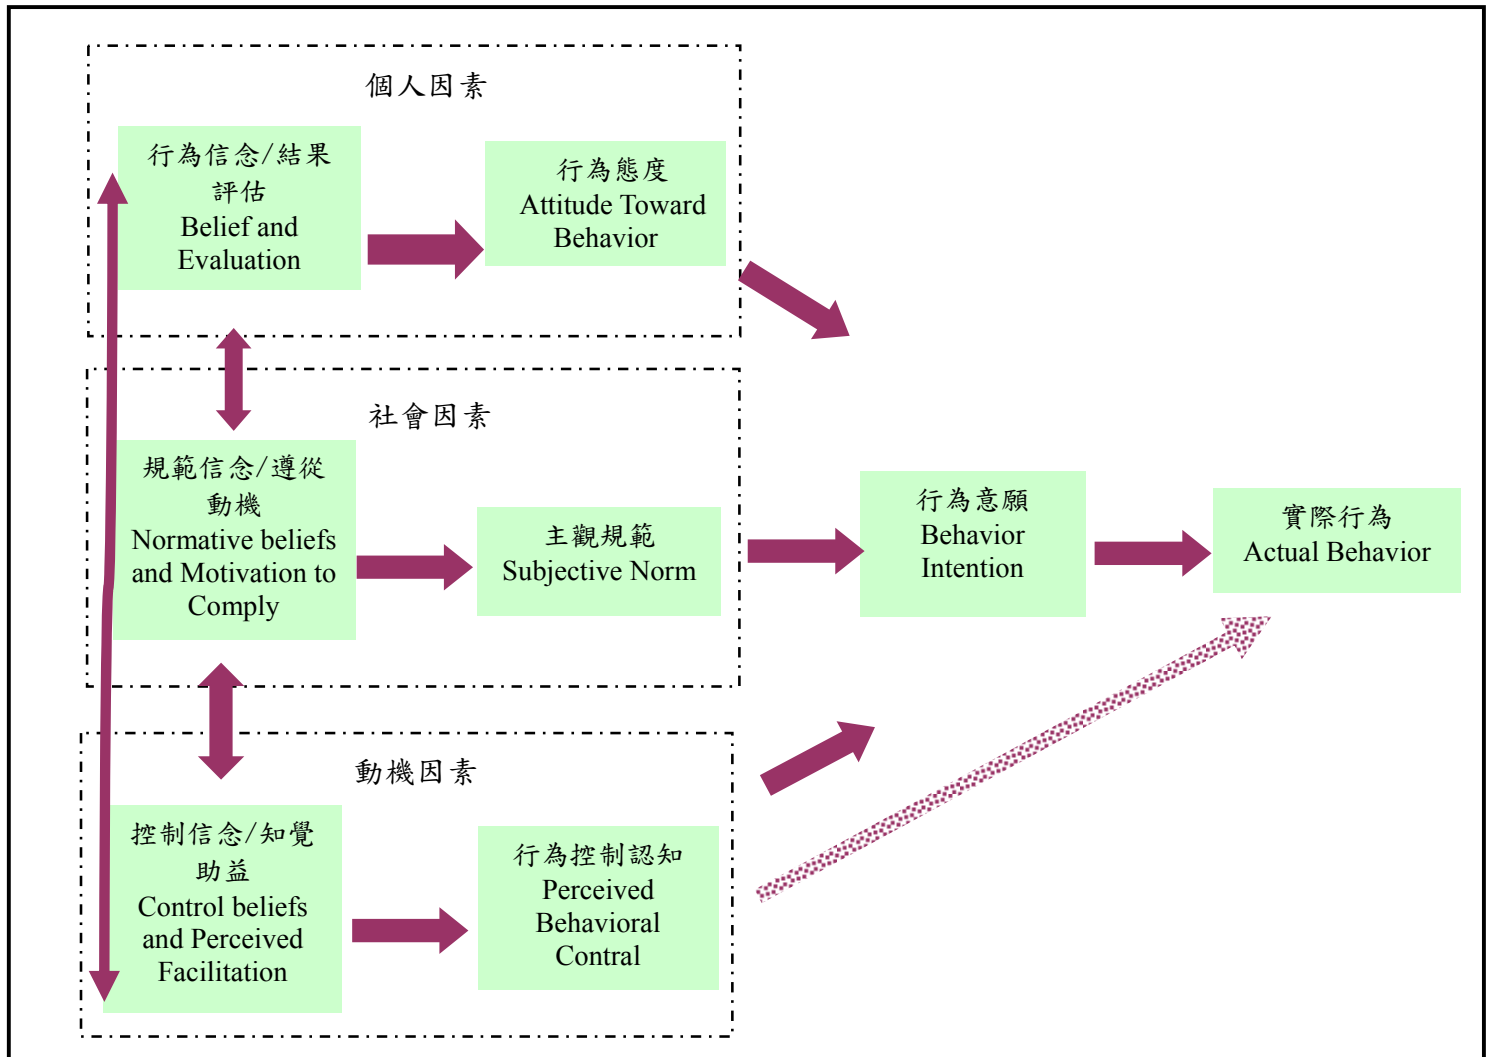 個人因素
行為信念/結果
評估
Belief and
Evaluation
行為態度
Attitude Toward
Behavior
社會因素
規範信念/遵從
動機
Normative beliefs
and Motivation to
Comply
主觀規範
Subjective Norm
行為意願
Behavior
Intention
實際行為
Actual Behavior
動機因素
控制信念/知覺
助益
Control beliefs
and Perceived
Facilitation
行為控制認知
Perceived
Behavioral
Contral